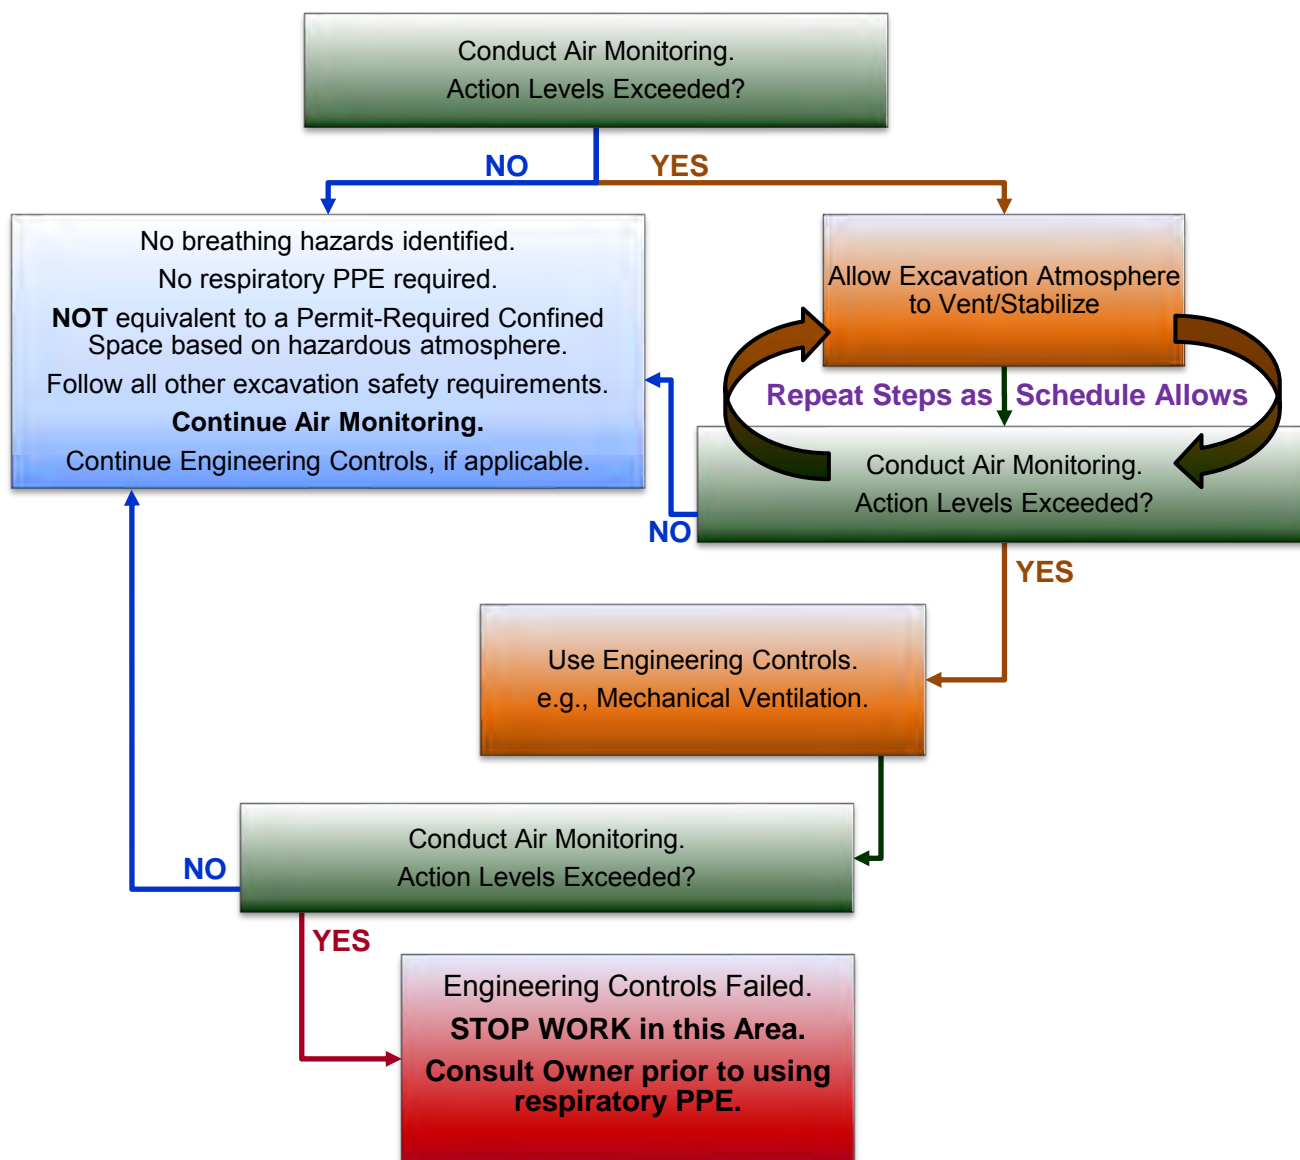 Conduct Air Monitoring.
Action Levels Exceeded?
NO
YES
No breathing hazards identified.
No respiratory PPE required.
NOT equivalent to a Permit-Required Confined
Space based on hazardous atmosphere.
Follow all other excavation safety requirements.
Continue Air Monitoring.
Continue Engineering Controls, if applicable.
Allow Excavation Atmosphere
to Vent/Stabilize
Repeat Steps as Schedule Allows
Conduct Air Monitoring.
Action Levels Exceeded?
NO
YES
Use Engineering Controls.
e.g., Mechanical Ventilation.
Conduct Air Monitoring.
Action Levels Exceeded?
NO
YES
Engineering Controls Failed.
STOP WORK in this Area.
Consult Owner prior to using
respiratory PPE.